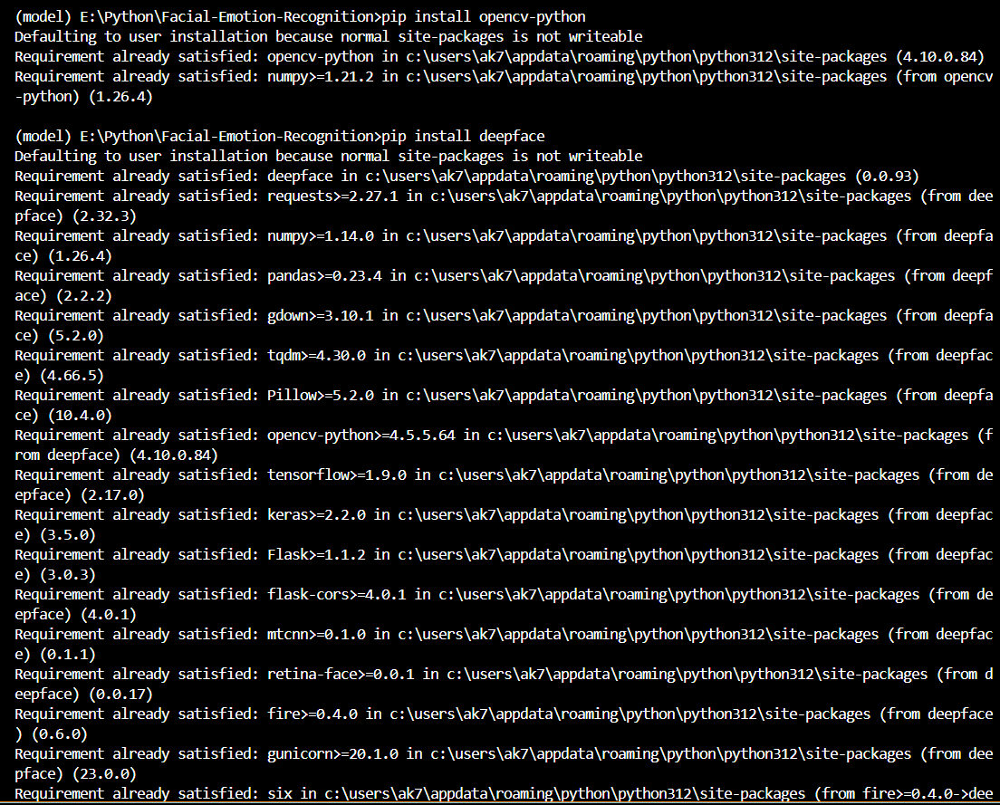 (model) E:\Python\Facial-Emotion-Recognition>pip install opencv-python
Defaulting to user installation because normal site-packages is not writeable
Requirement already satisfied: opencv-python in c:\users\ak7\appdata\roaming\python\python312\site-packages (4.10.0.84)
Requirement already satisfied: numpy>=1.21.2 in c:\users\ak7\appdata\roaming\python\python312\site-packages (from opencv
-python) (1.26.4)
(model) E:\Python\Facial-Emotion-Recognition>pip install deepface
Defaulting to user installation because normal site-packages is not writeable
Requirement already satisfied: deepface in c:\users\ak7\appdata\roaming\python\python312\site-packages (0.0.93)
Requirement already satisfied: requests>=2.27.1 in c:\users\ak7\appdata\roaming\python\python312\site-packages (from dee
pface) (2.32.3)
Requirement already satisfied: numpy>=1.14.0 in c:\users\ak7\appdata\roaming\python\python312\site-packages (from deepfa
ce) (1.26.4)
Requirement already satisfied: pandas>=0.23.4 in c:\users\ak7\appdata\roaming\python\python312\site-packages (from deepf
ace) (2.2.2)
Requirement already satisfied: gdown>=3.10.1 in c:\users\ak7\appdata\roaming\python\python312\site-packages (from deepfa
ce) (5.2.0)
Requirement already satisfied: tqdm>=4.30.0 in c:\users\ak7\appdata\roaming\python\python312\site-packages (from deepfac
e) (4.66.5)
Requirement already satisfied: Pillow>=5.2.0 in c:\users\ak7\appdata\roaming\python\python312\site-packages (from deepfa
ce) (10.4.0)
Requirement already satisfied: opencv-python>=4.5.5.64 in c:\users\ak7\appdata\roaming\python\python312\site-packages (f
rom deepface) (4.10.0.84)
Requirement already satisfied: tensorflow>=1.9.0 in c:\users\ak7\appdata\roaming\python\python312\site-packages (from de
epface) (2.17.0)
Requirement already satisfied: keras>=2.2.0 in c:\users\ak7\appdata\roaming\python\python312\site-packages (from deepfac
e) (3.5.0)
Requirement already satisfied: Flask>=1.1.2 in c:\users\ak7\appdata\roaming\python\python312\site-packages (from deepfac
e) (3.0.3)
Requirement already satisfied: flask-cors>=4.0.1 in c:\users\ak7\appdata\roaming\python\python312\site-packages (from de
epface) (4.0.1)
Requirement already satisfied: mtcnn>=0.1.0 in c:\users\ak7\appdata\roaming\python\python312\site-packages (from deepfac
e) (0.1.1)
Requirement already satisfied: retina-face>=0.0.1 in c:\users\ak7\appdata\roaming\python\python312\site-packages (from d
eepface) (0.0.17)
Requirement already satisfied: fire>=0.4.0 in c:\users\ak7\appdata\roaming\python\python312\site-packages (from deepface
) (0.6.0)
Requirement already satisfied: gunicorn>=20.1.0 in c:\users\ak7\appdata\roaming\python\python312\site-packages (from dee
pface) (23.0.0)
Requirement already satisfied: six in c:\users\ak7\appdata\roaming\python\python312\site-packages (from fire>=0.4.0->dee